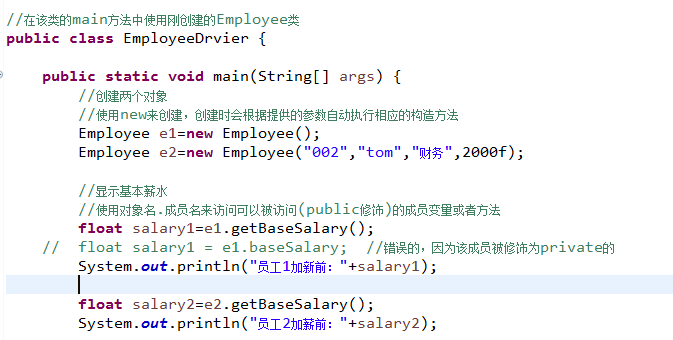 //在该类的main方法中使用刚创建的Employee类
public class EmployeeDrvier {
public static void main(String[] args) {
//创建两个对象
//使用new来创建，创建时会根据提供的参数自动执行相应的构造方法
Employee e1=new Employee();
Employee e2=new Employee("002","tom","财务",2000f);
//显示基本薪水
//使用对象名.成员名来访问可以被访问(public修饰)的成员变量或者方法
float salary1=e1.getBaseSalary();
// float salary1 = e1.baseSalary; //错误的，因为该成员被修饰为private的
System.out.println("员工1加新前："+salary1);
float salary2=e2.getBaseSalary();
System.out.println("员工2加薪前："+salary2);